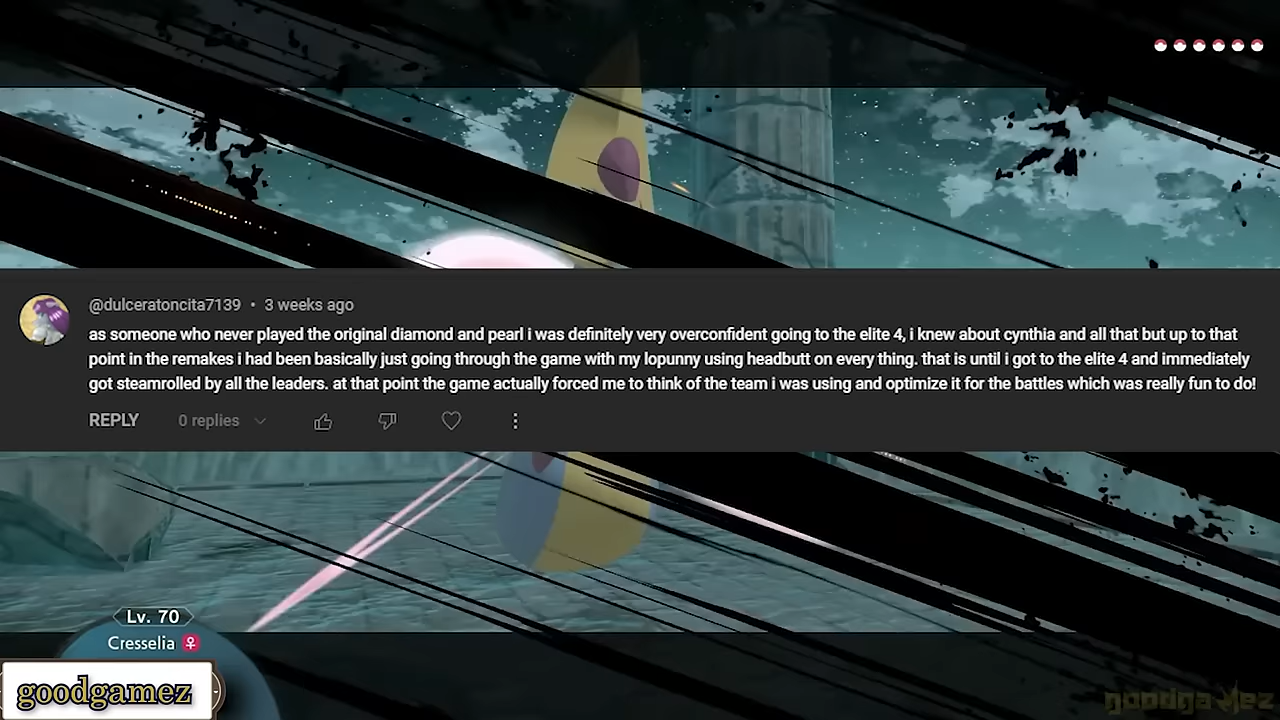 @dulceratoncita7139 • 3 weeks ago
as someone who never played the original diamond and pearl i was definitely very overconfident going to the elite 4, i knew about cynthia and all that but up to that
point in the remakes i had been basically just going through the game with my lopunny using headbutt on every thing. that is until i got to the elite 4 and immediately
got steamrolled by all the leaders. at that point the game actually forced me to think of the team i was using and optimize it for the battles which was really fun to do!
REPLY 0 replies
Lv. 70
Cresselia ♀
goodgamez
goodgamez